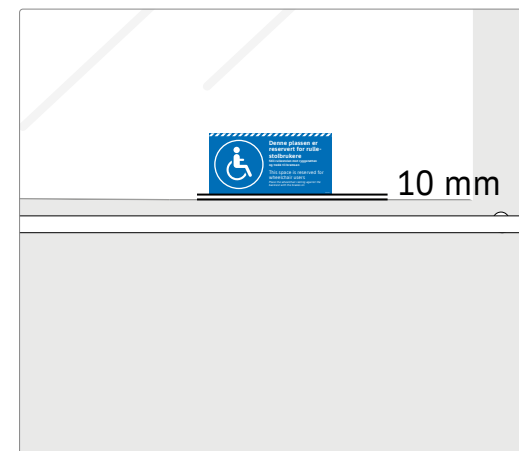 Denne plassen er
reservert for rulle-
stolbrukere
This space is reserved for
wheelchair users
10 mm